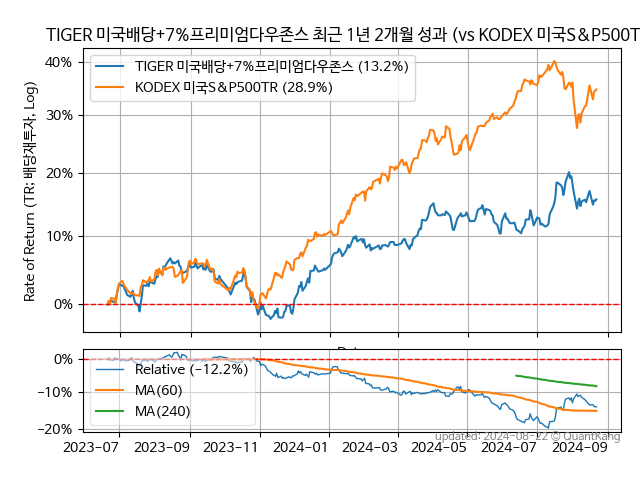 TIGER 미국배당+7%프리미엄다우존스 최근 1년 2개월 성과 (vs KODEX 미국S&P500T
TIGER 미국배당+7%프리미엄다우존스 (13.2%)
KODEX 미국S&P500TR (28.9%)
Rate of Return (TR: 배당재투자, Log)
40%
30%
20%
10%
0%
Relative (−12.2%)
MA(60)
MA(240)
0%
−10%
−20%
2023−07
2023−09
2023−11
2024−01
2024−03
2024−05
2024−07
2024−09
updated: 2024−08−22 © QuantKang